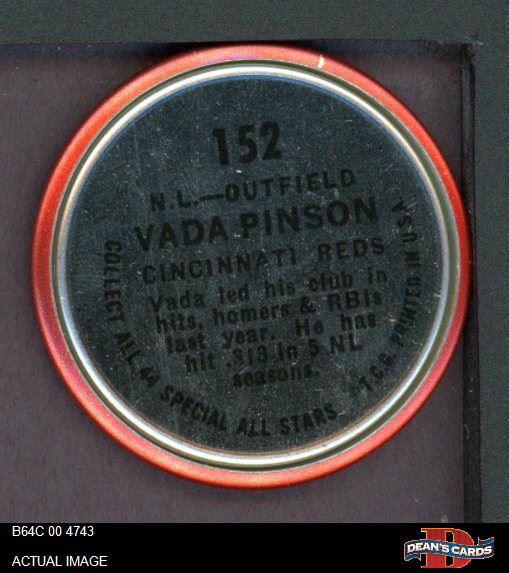 152
N.L.—OUTFIELD
VADA PINSON
CINCINNATI REDS
Vada led his club in
hits, homers & RBIs
last year. He has
hit .313 in 5 NL
seasons.
COLLECT ALL 44 SPECIAL ALL STARS
©T.C.G. PRINTED IN USA
B64C 00 4743
ACTUAL IMAGE
B
DEAN'S CARDS